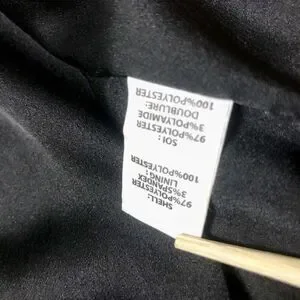 SHELL:
97%POLYESTER
3%SPANDEX
LINING:
100%POLYESTER
SOI:
97%POLYESTER
3%POLYAMIDE
DOUBLURE:
100%POLYESTER